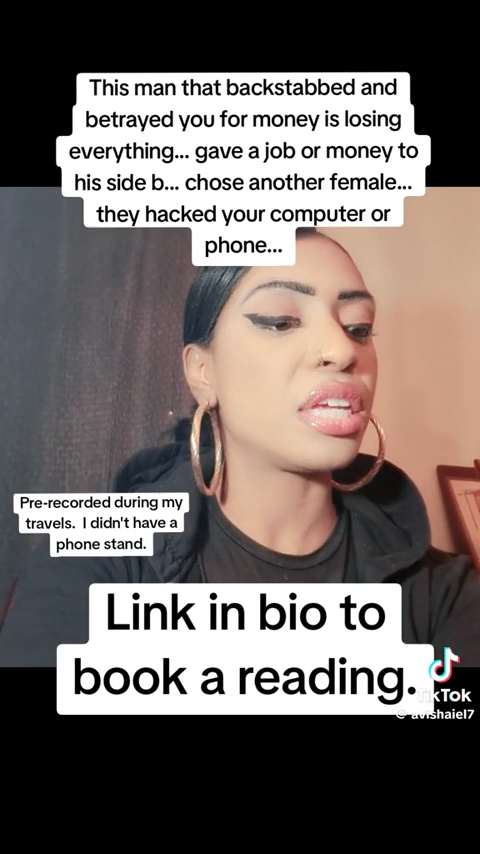 This man that backstabbed and
betrayed you for money is losing
everything... gave a job or money to
his side b... chose another female...
they hacked your computer or
phone...
Pre-recorded during my
travels.  I didn't have a
phone stand.
Link in bio to
book a reading.
TikTok
@avishaiel7